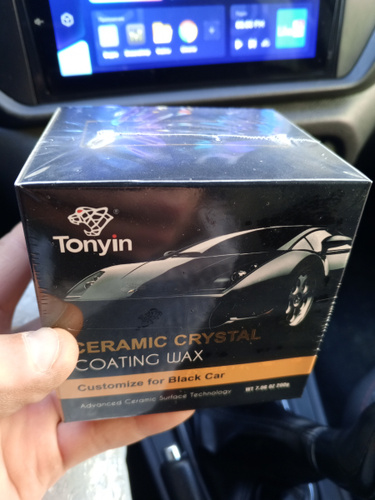 Tonyin
CERAMIC CRYSTAL
COATING WAX
Customize for Black Car
Advanced Ceramic Surface Technology